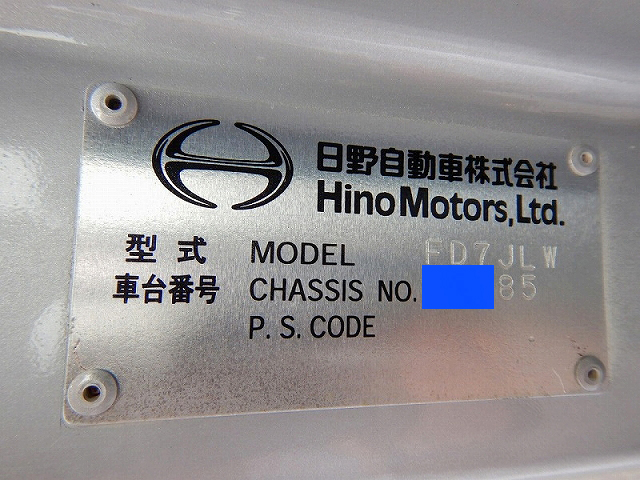 日野自動車株式会社
Hino Motors, Ltd.
型式 MODEL FD7JLW
車台番号 CHASSIS NO. 85
P. S. CODE